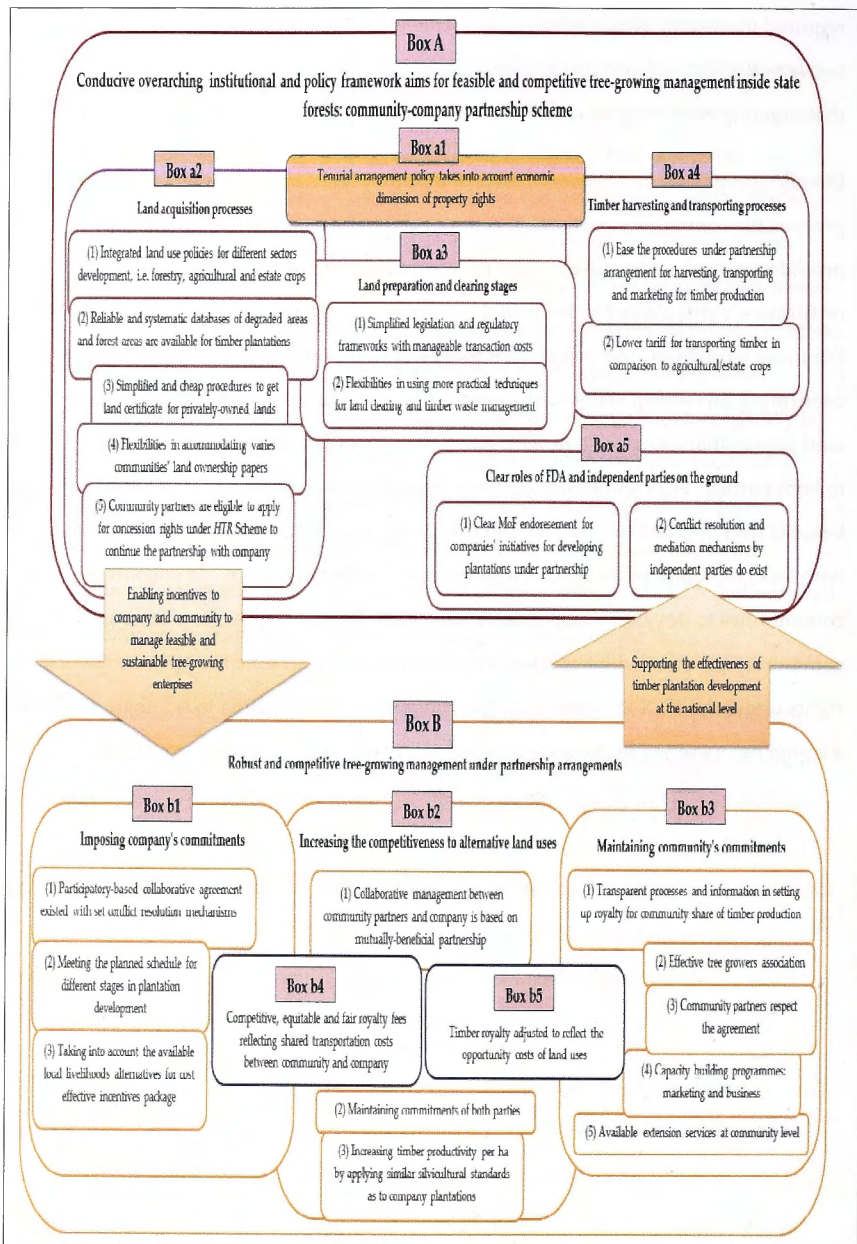 Box A
Conducive overarching institutional and policy framework aims for feasible and competitive tree-growing management inside state
forests: community-company partnership scheme
Box a1
Tenurial arrangement policy takes into account economic
dimension of property rights
Box a2
Land acquisition processes
(1) Integrated land use policies for different sectors
development, i.e. forestry, agricultural and estate crops
(2) Reliable and systematic databases of degraded areas
and forest areas are available for timber plantations
(3) Simplified and cheap procedures to get
land certificate for privately-owned lands
(4) Flexibilities in accommodating varies
communities' land ownership papers
(5) Community partners are eligible to apply
for concession rights under HTR Scheme to
continue the partnership with company
Box a3
Land preparation and clearing stages
(1) Simplified legislation and regulatory
frameworks with manageable transaction costs
(2) Flexibilities in using more practical techniques
for land clearing and timber waste management
Box a4
Timber harvesting and transporting processes
(1) Ease the procedures under partnership
arrangement for harvesting, transporting
and marketing for timber production
(2) Lower tariff for transporting timber in
comparison to agricultural/estate crops
Box a5
Clear roles of FDA and independent parties on the ground
(1) Clear MoF endoresement for
companies' initiatives for developing
plantations under partnership
(2) Conflict resolution and
mediation mechanisms by
independent parties do exist
Enabling incentives to
company and community to
manage feasible and
sustainable tree-growing
enterpises
Supporting the effectiveness of
timber plantation development
at the national level
Box B
Robust and competitive tree-growing management under partnership arrangements
Box b1
Imposing company's commitments
(1) Participatory-based collaborative agreement
existed with set conflict resolution mechanisms
(2) Meeting the planned schedule for
different stages in plantation
development
(3) Taking into account the available
local livelihoods alternatives for cost
effective incentives package
Box b2
Increasing the competitiveness to alternative land uses
(1) Collaborative management between
community partners and company is based on
mutually-beneficial partnership
Box b4
Competitive, equitable and fair royalty fees
reflecting shared transportation costs
between community and company
Box b5
Timber royalty adjusted to reflect the
opportunity costs of land uses
(2) Maintaining commitments of both parties
(3) Increasing timber productivity per ha
by applying similar silvicultural standards
as to company plantations
Box b3
Maintaining community's commitments
(1) Transparent processes and information in setting
up royalty for community share of timber production
(2) Effective tree growers association
(3) Community partners respect
the agreement
(4) Capacity building programmes:
marketing and business
(5) Available extension services at community level